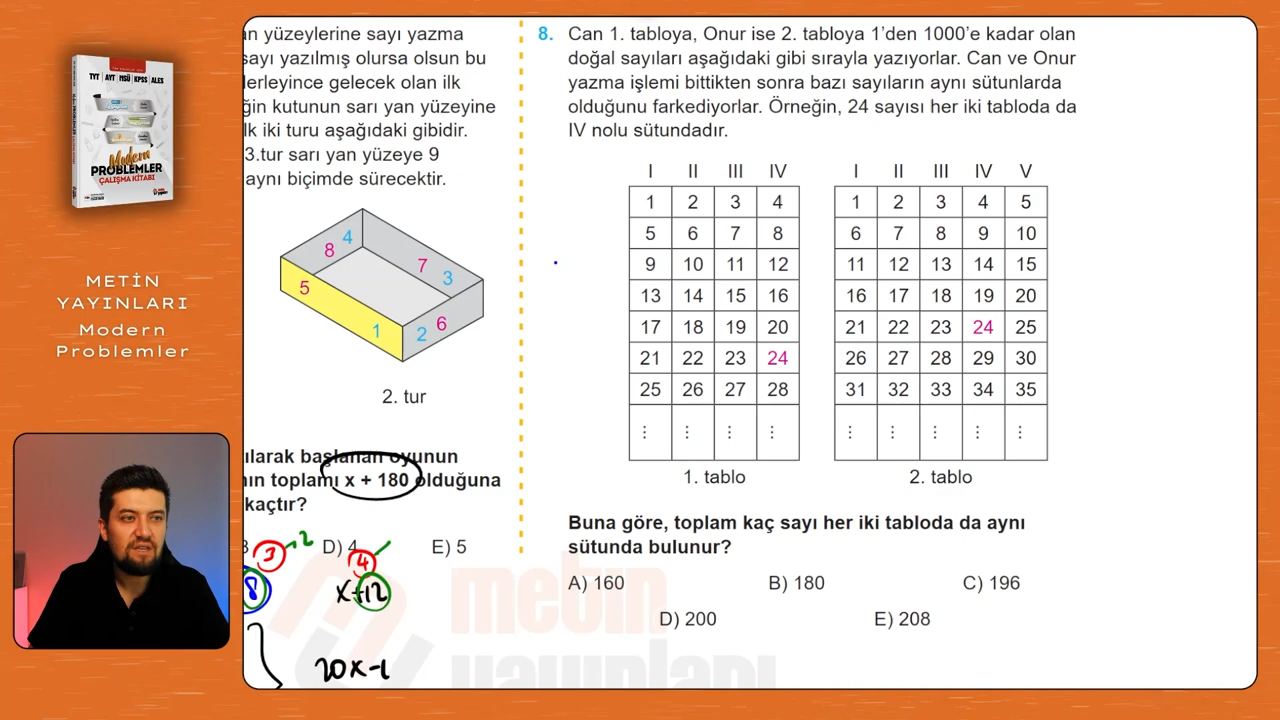 TYT | AYT | MSÜ | KPSS | ALES
Modern
PROBLEMLER
ÇALIŞMA KİTABI
METİN
YAYINLARI
Modern
Problemler
an yüzeylerine sayı yazma
sayı yazılmış olursa olsun bu
lerleyince gelecek olan ilk
ğin kutunun sarı yan yüzeyine
lk iki turu aşağıdaki gibidir.
3.tur sarı yan yüzeye 9
aynı biçimde sürecektir.
8 4
7 3
5 1
2 6
2. tur
ılarak başlanan oyunun
nın toplamı x + 180 olduğuna
kaçtır?
3 D) 4 E) 5
3 2
4
8 x+12
20x-1
8. Can 1. tabloya, Onur ise 2. tabloya 1'den 1000'e kadar olan
doğal sayıları aşağıdaki gibi sırayla yazıyorlar. Can ve Onur
yazma işlemi bittikten sonra bazı sayıların aynı sütunlarda
olduğunu farkediyorlar. Örneğin, 24 sayısı her iki tabloda da
IV nolu sütundadır.
I II III IV
1 2 3 4
5 6 7 8
9 10 11 12
13 14 15 16
17 18 19 20
21 22 23 24
25 26 27 28
⋮ ⋮ ⋮ ⋮
1. tablo
I II III IV V
1 2 3 4 5
6 7 8 9 10
11 12 13 14 15
16 17 18 19 20
21 22 23 24 25
26 27 28 29 30
31 32 33 34 35
⋮ ⋮ ⋮ ⋮ ⋮
2. tablo
Buna göre, toplam kaç sayı her iki tabloda da aynı
sütunda bulunur?
A) 160 B) 180 C) 196
D) 200 E) 208
metin
yayınları